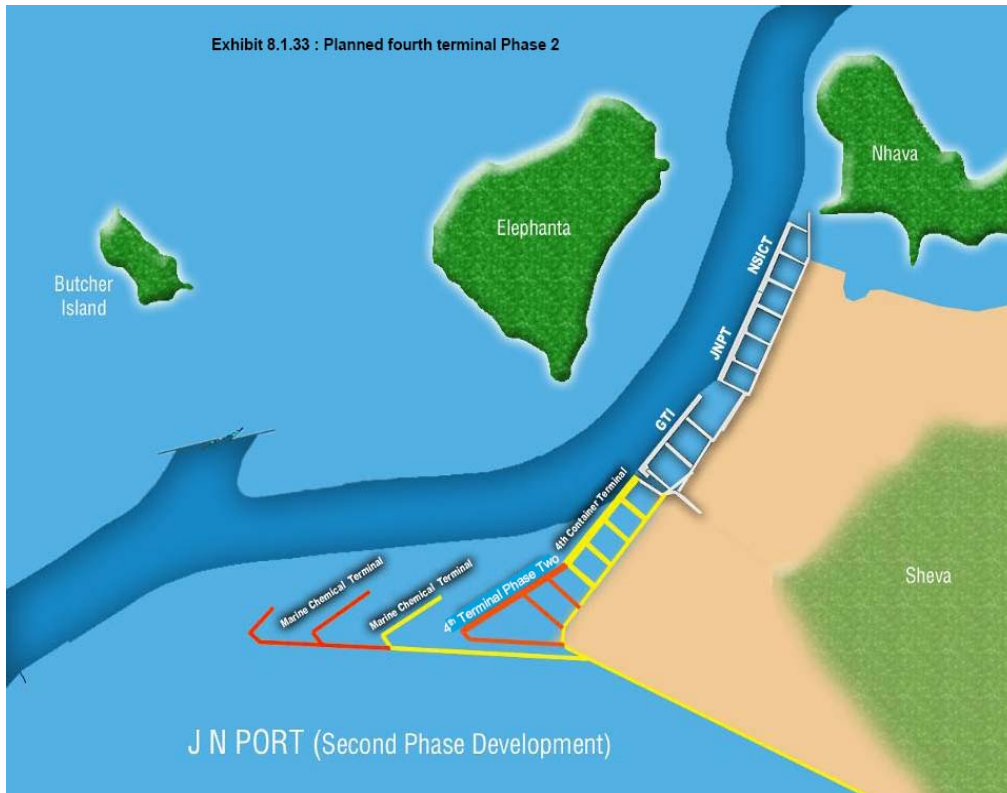 Exhibit 8.1.33 : Planned fourth terminal Phase 2
Nhava
Elephanta
Butcher
Island
NSICT
JNPT
GTI
4th Container Terminal
4th Terminal Phase Two
Marine Chemical Terminal
Marine Chemical Terminal
Sheva
J N PORT (Second Phase Development)